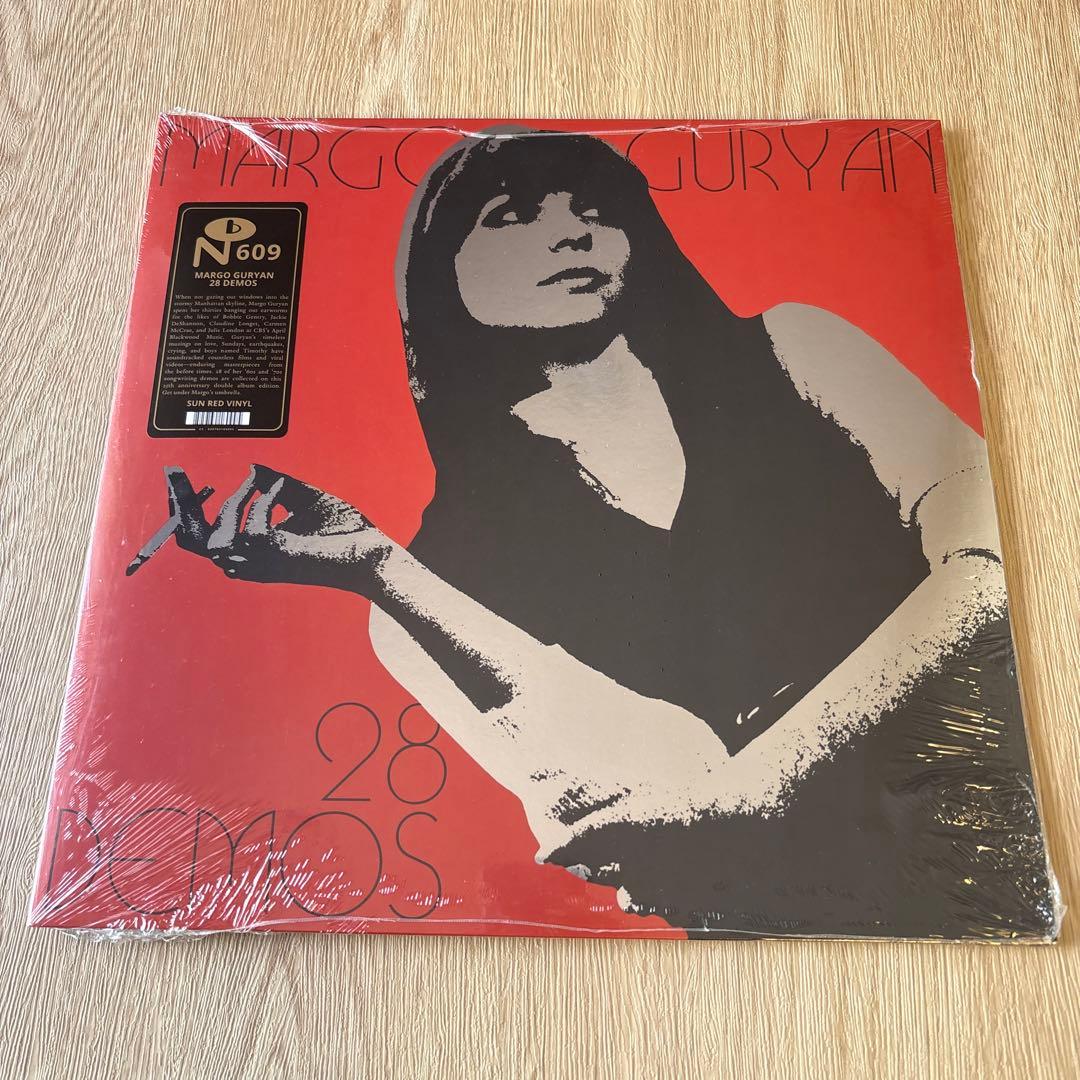 MARGO GURYAN
N 609
MARGO GURYAN
28 DEMOS
When not gazing out windows into the
stormy Manhattan skyline, Margo Guryan
spent her thirties banging out earworms
for the likes of Bobbie Gentry, Jackie
DeShannon, Claudine Longet, Carmen
McCrae, and Julie London at CBS's April
Blackwood Music. Guryan's timeless
musings on love, Sundays, earthquakes,
crying, and boys named Timothy have
soundtracked countless films and viral
videos—enduring masterpieces from
the before times. 28 of her '60s and '70s
songwriting demos are collected on this
25th anniversary double album edition.
Get under Margo's umbrella.
SUN RED VINYL
28
DEMOS